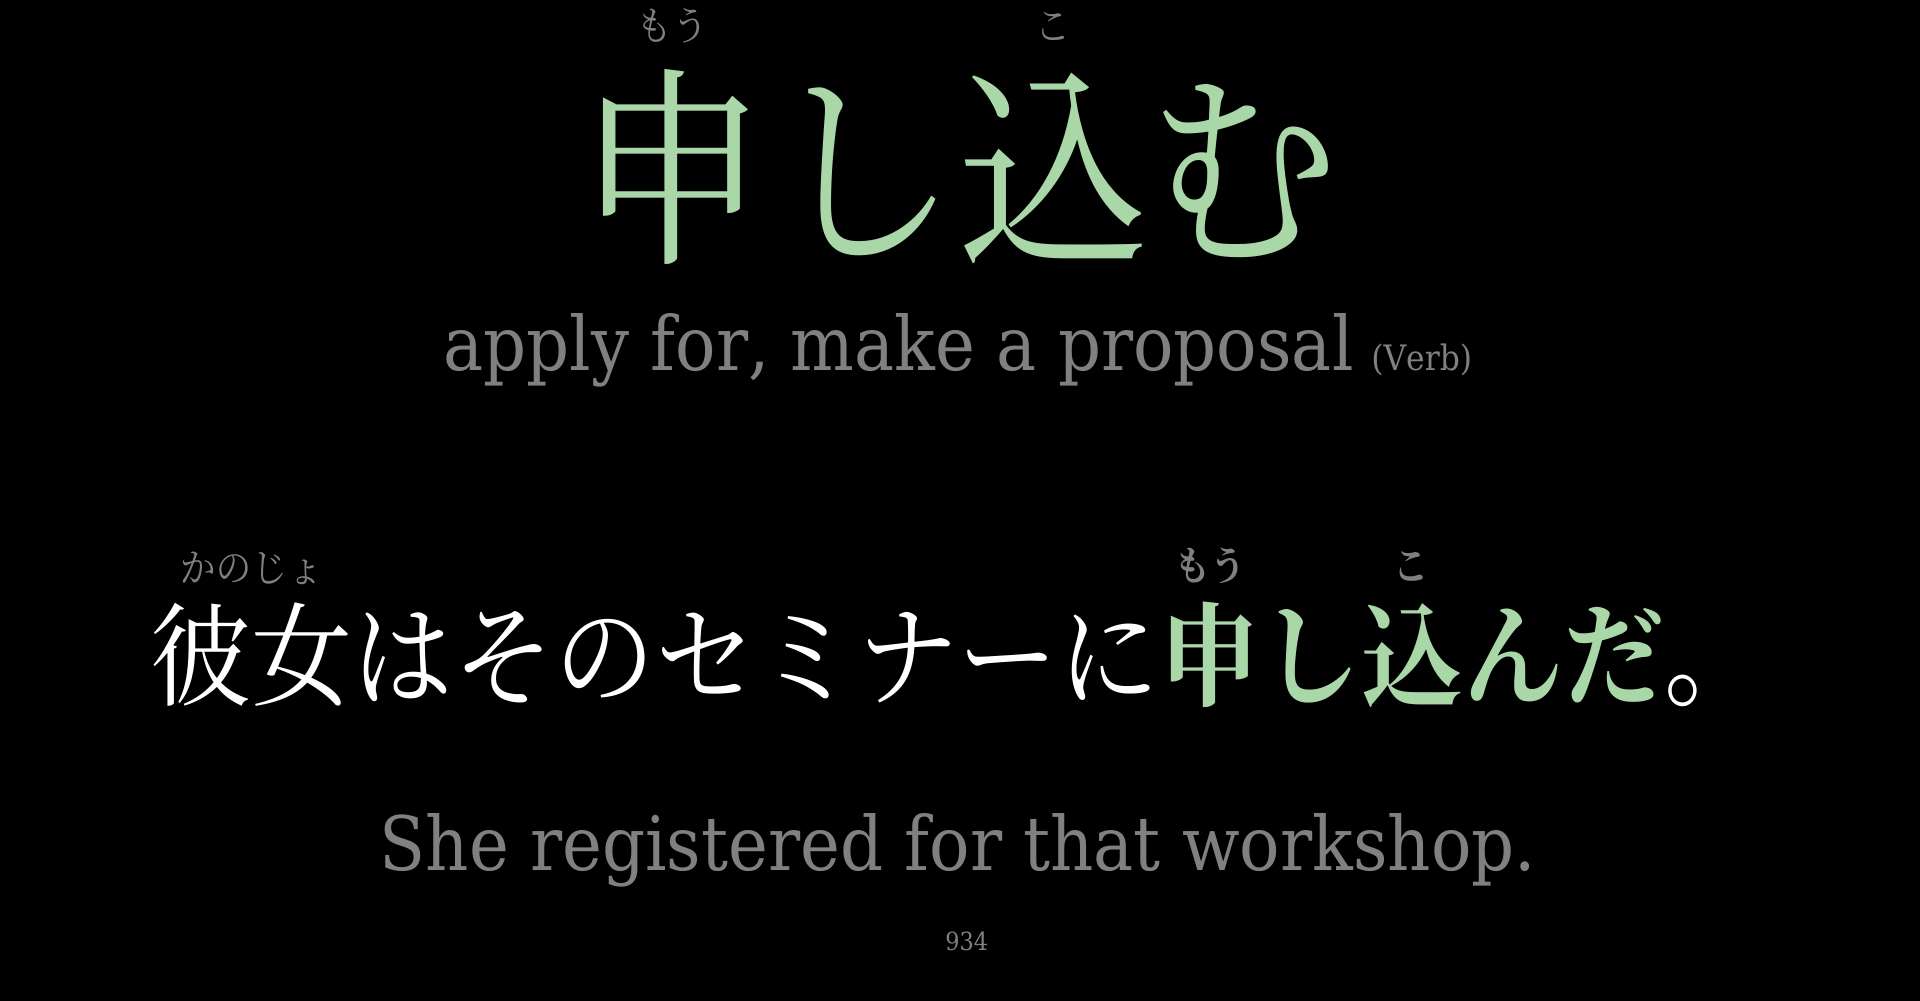 もう こ
申し込む
apply for, make a proposal (Verb)
かのじょ もう こ
彼女はそのセミナーに申し込んだ。
She registered for that workshop.
934